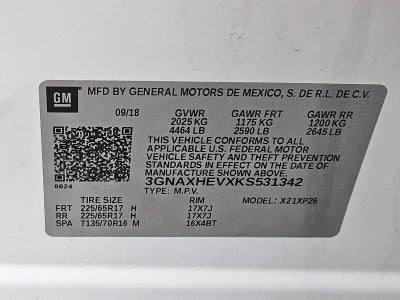 GM
MFD BY GENERAL MOTORS DE MEXICO, S. DE R.L. DE C.V.
09/18 GVWR GAWR FRT GAWR RR
2025 KG 1175 KG 1200 KG
4464 LB 2590 LB 2645 LB
THIS VEHICLE CONFORMS TO ALL
APPLICABLE U.S. FEDERAL MOTOR
VEHICLE SAFETY AND THEFT PREVENTION
STANDARDS IN EFFECT ON THE DATE OF
MANUFACTURE SHOWN ABOVE.
8624
3GNAXHEVXKS531342
TYPE: M.P.V. MODEL: X21XP26
TIRE SIZE RIM
FRT 225/65R17 H 17X7J
RR 225/65R17 H 17X7J
SPA T135/70R16 M 16X4BT